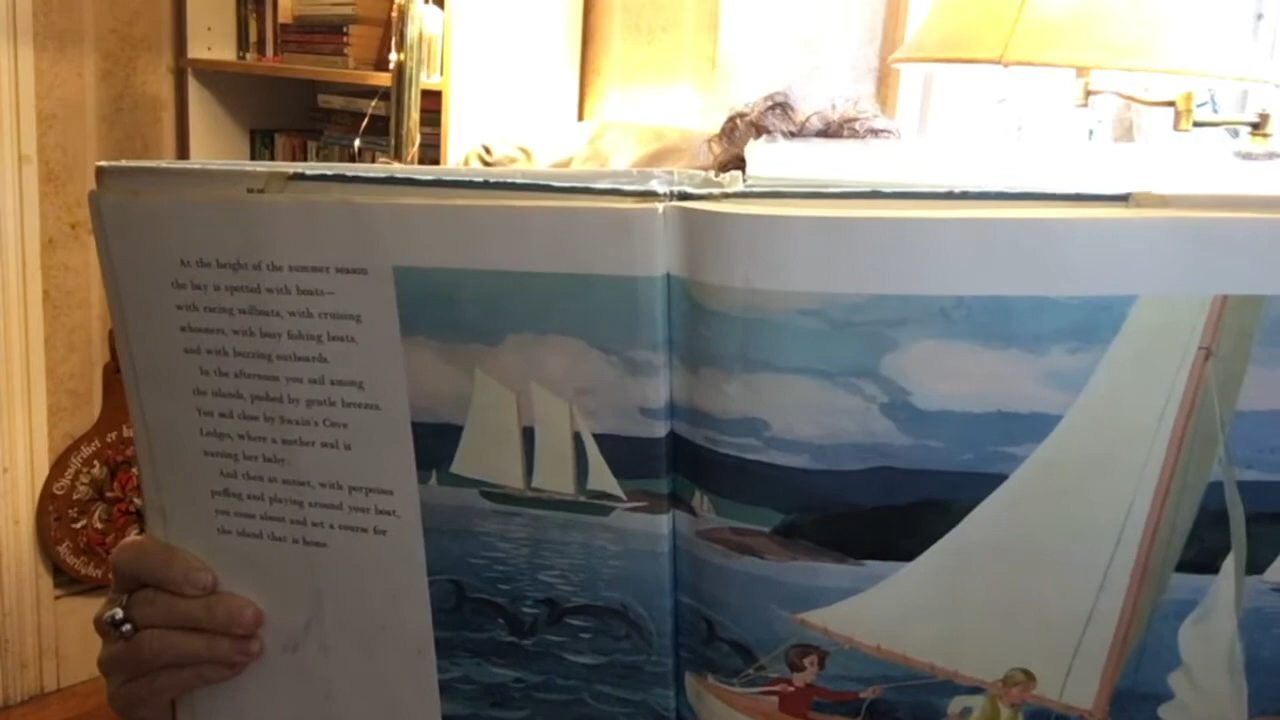 At the height of the summer season
the bay is spotted with boats—
with racing sailboats, with cruising
schooners, with busy fishing boats,
and with buzzing outboards.
In the afternoon you sail among
the islands, pushed by gentle breezes.
You sail close by Swain's Cove
Ledges, where a mother seal is
nursing her baby.
And then at sunset, with porpoises
puffing and playing around your boat,
you come about and set a course for
the island that is home.